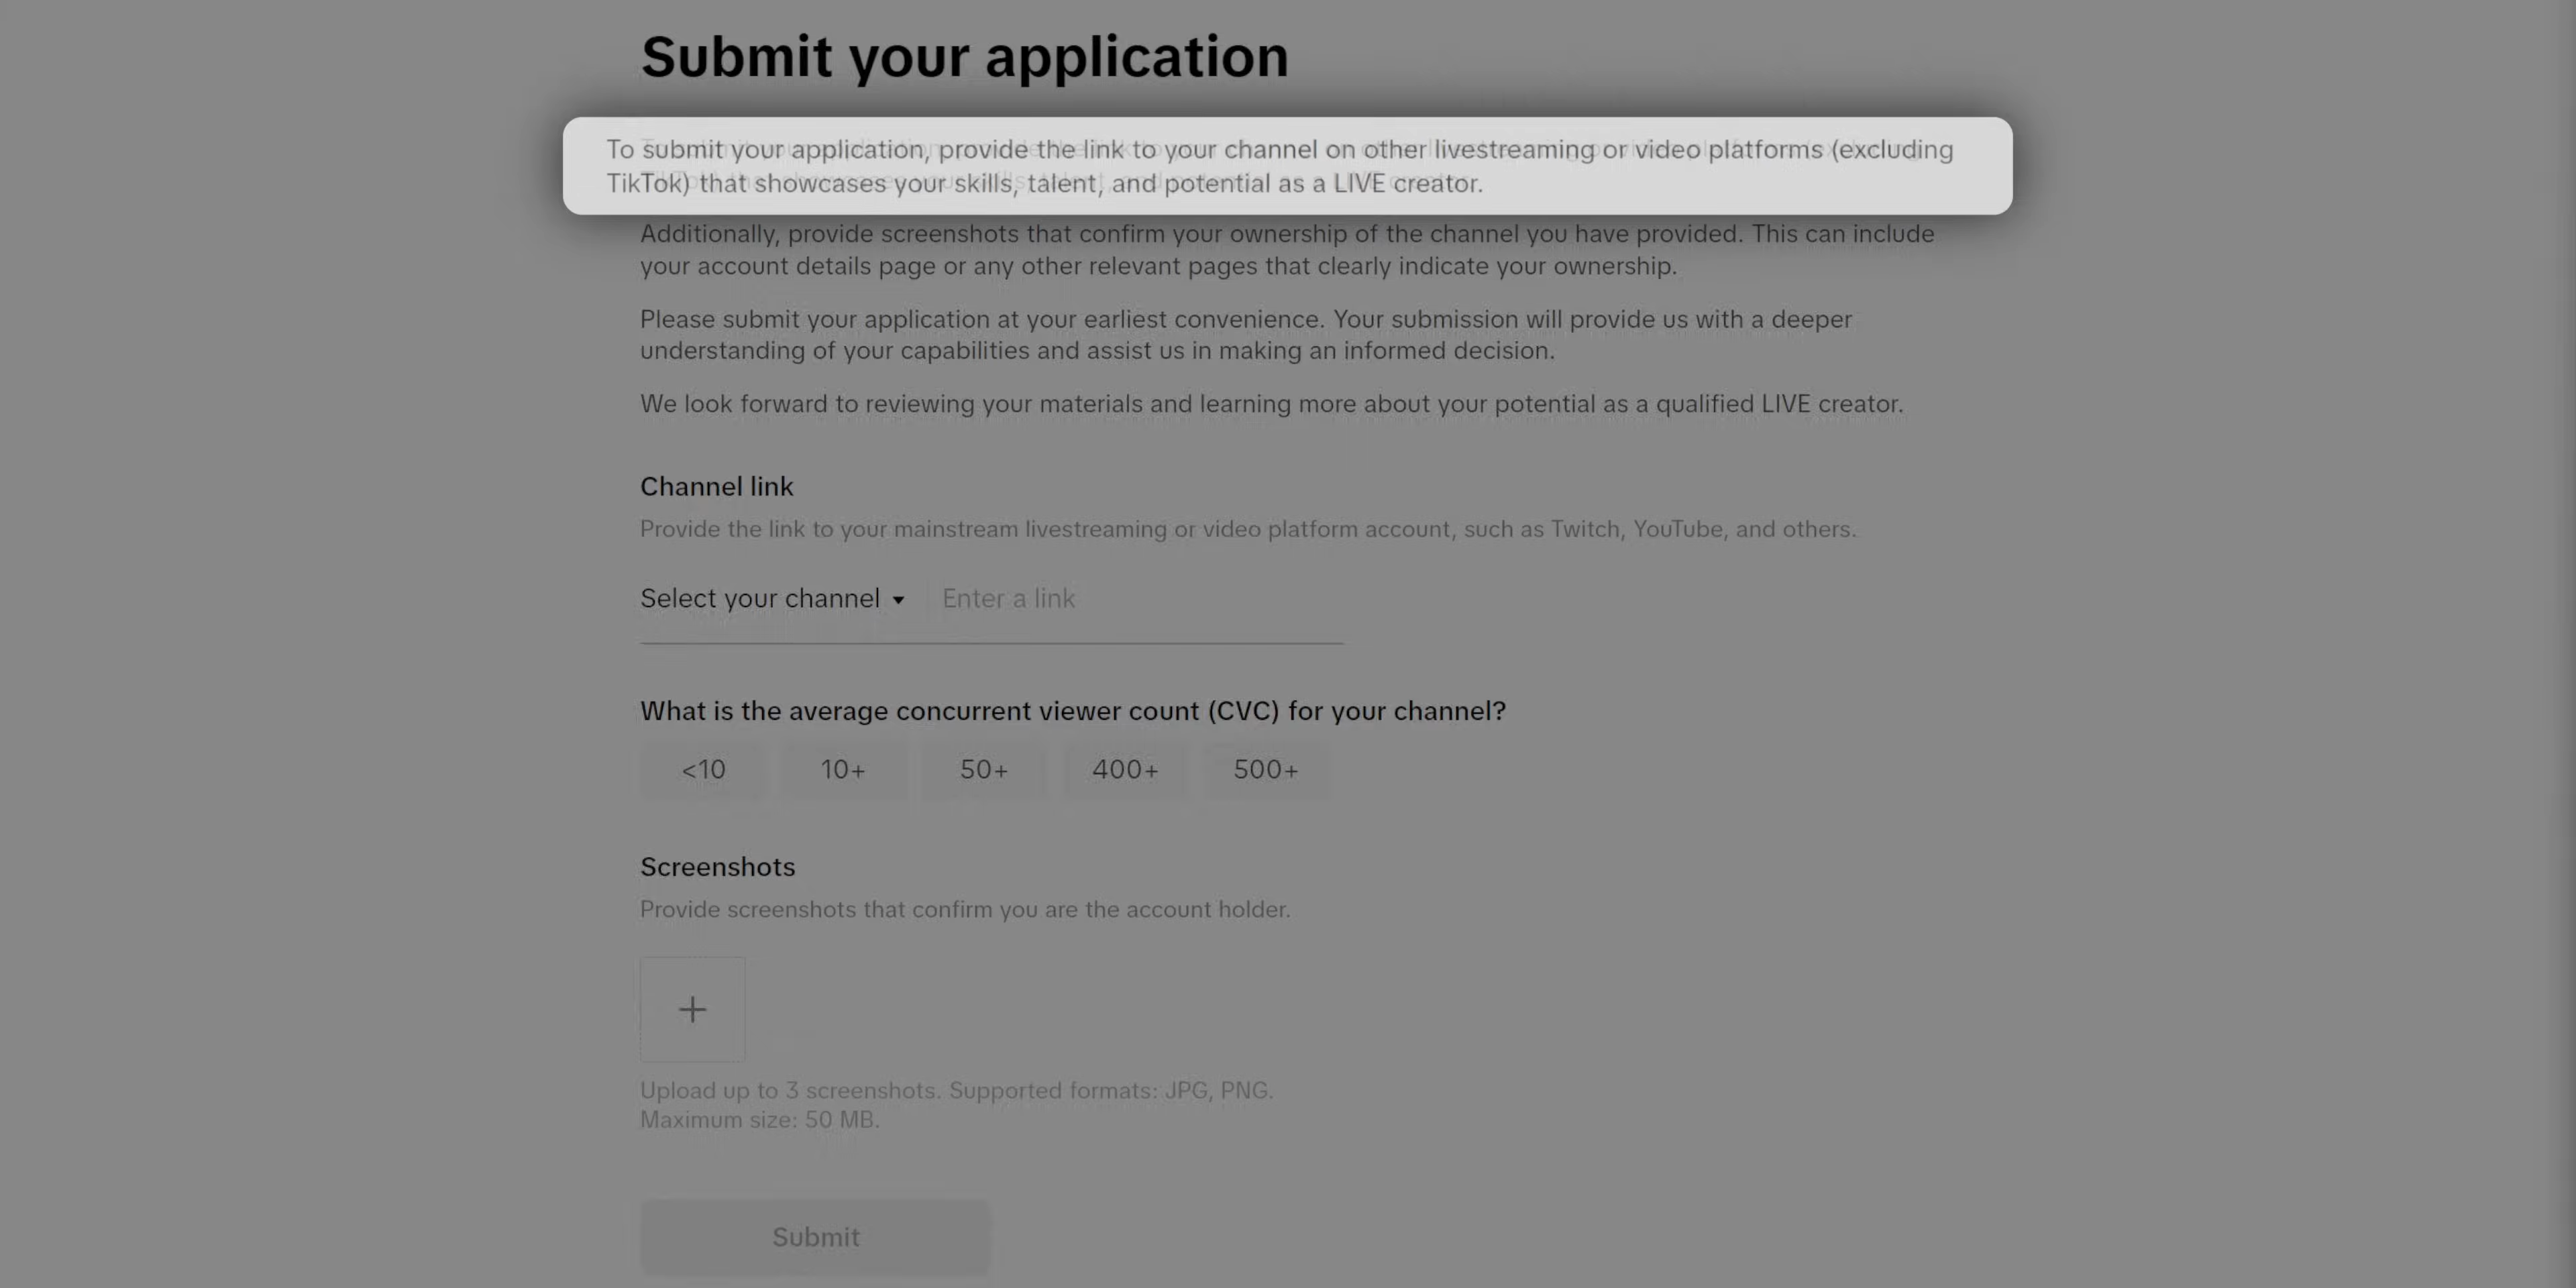 Submit your application
To submit your application, provide the link to your channel on other livestreaming or video platforms (excluding
TikTok) that showcases your skills, talent, and potential as a LIVE creator.
Additionally, provide screenshots that confirm your ownership of the channel you have provided. This can include
your account details page or any other relevant pages that clearly indicate your ownership.
Please submit your application at your earliest convenience. Your submission will provide us with a deeper
understanding of your capabilities and assist us in making an informed decision.
We look forward to reviewing your materials and learning more about your potential as a qualified LIVE creator.
Channel link
Provide the link to your mainstream livestreaming or video platform account, such as Twitch, YouTube, and others.
Select your channel Enter a link
What is the average concurrent viewer count (CVC) for your channel?
<10 10+ 50+ 400+ 500+
Screenshots
Provide screenshots that confirm you are the account holder.
+
Upload up to 3 screenshots. Supported formats: JPG, PNG.
Maximum size: 50 MB.
Submit